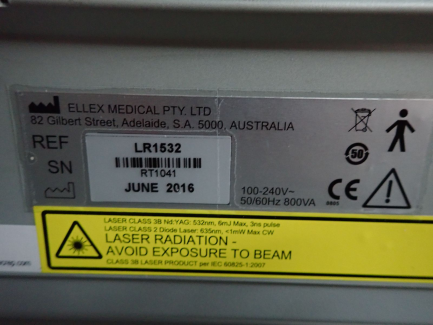 ELLEX MEDICAL PTY. LTD
82 Gilbert Street, Adelaide, S.A. 5000, AUSTRALIA
REF LR1532
SN RT1041
JUNE 2016
50
100-240V~
50/60Hz 800VA
CE
LASER CLASS 3B Nd:YAG: 532nm, 6mJ Max, 3ns pulse
LASER CLASS 2 Diode Laser: 635nm, <1mW Max CW
LASER RADIATION -
AVOID EXPOSURE TO BEAM
CLASS 3B LASER PRODUCT per IEC 60825-1:2007